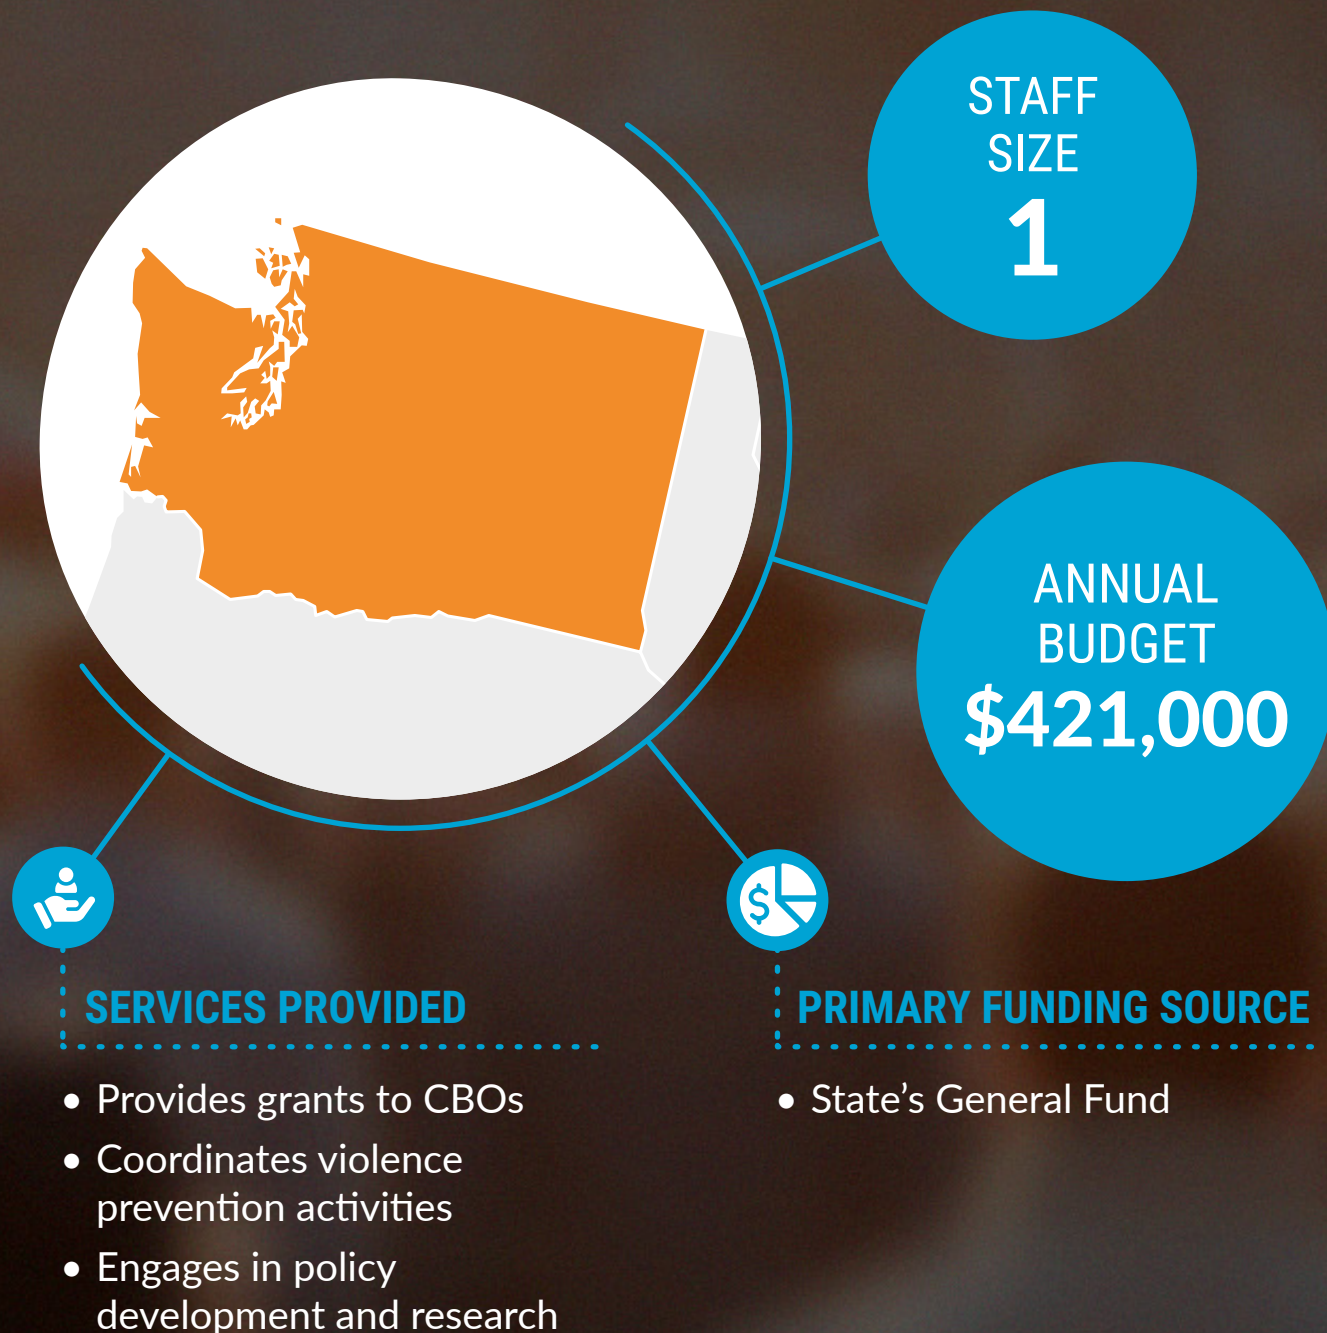 STAFF
SIZE
1
ANNUAL
BUDGET
$421,000
SERVICES PROVIDED
• Provides grants to CBOs
• Coordinates violence
prevention activities
• Engages in policy
development and research
PRIMARY FUNDING SOURCE
• State’s General Fund